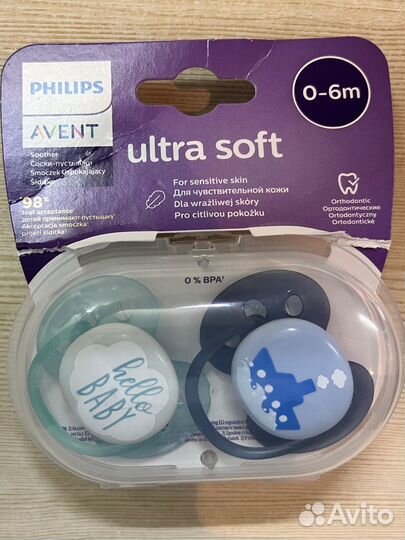 PHILIPS
AVENT
0-6m
ultra soft
Soother
Соски-пустышки
Smoczek uspokajający
98%
teat acceptance
детей принимают пустышку
Akceptacja smoczka
přijetí šidítka
For sensitive skin
Для чувствительной кожи
Dla wrażliwej skóry
Pro citlivou pokožku
Orthodontic
Ортодонтические
Ortodontyczny
Ortodontické
0% BPA
hello
BABY
Avito